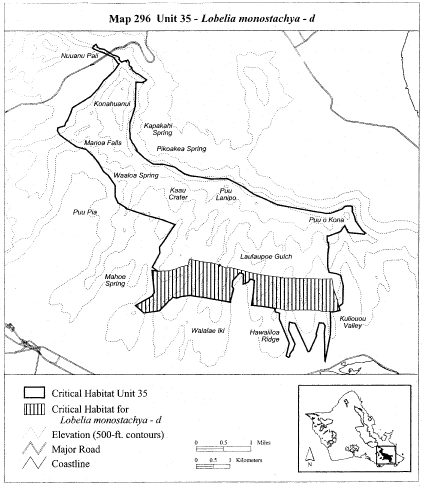 Map 296 Unit 35 - Lobelia monostachya - d
Nuuanu Pali
Konahuanui
Kapakahi
Spring
Manoa Falls
Pikoakea Spring
Waaloa Spring
Kaau
Crater
Puu
Lanipo
Puu Pia
Puu o Kona
Laulaupoe Gulch
Mahoe
Spring
Kuliouou
Valley
Waialae Iki
Hawaiiloa
Ridge
Critical Habitat Unit 35
Critical Habitat for
Lobelia monostachya - d
Elevation (500-ft. contours)
Major Road
Coastline
0 0.5 1 Miles
0 0.5 1 Kilometers
N